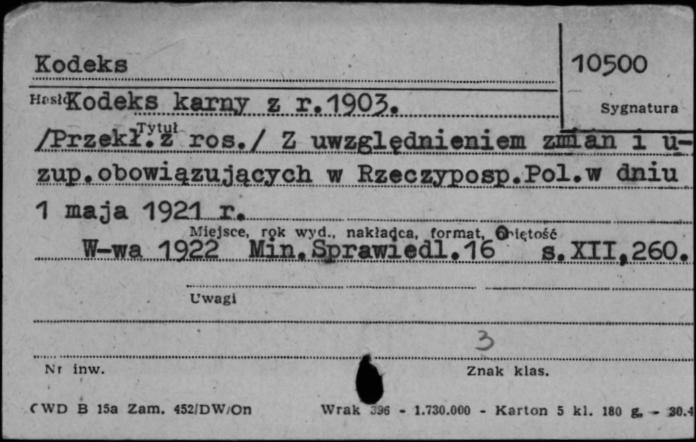 Kodeks
10500
Hasło
Kodeks karny z r.1903.
Sygnatura
Tytuł
/Przekł.z ros./ Z uwzględnieniem zmian i u-
zup.obowiązujących w Rzeczyposp.Pol.w dniu
1 maja 1921 r.
Miejsce, rok wyd., nakładca, format, objętość
W-wa 1922 Min.Sprawiedl.16 s.XII,260.
Uwagi
3
Nr inw.
Znak klas.
CWD B 15a Zam. 452/DW/On
Wrak 396 - 1.730.000 - Karton 5 kl. 180 g. - 30.4